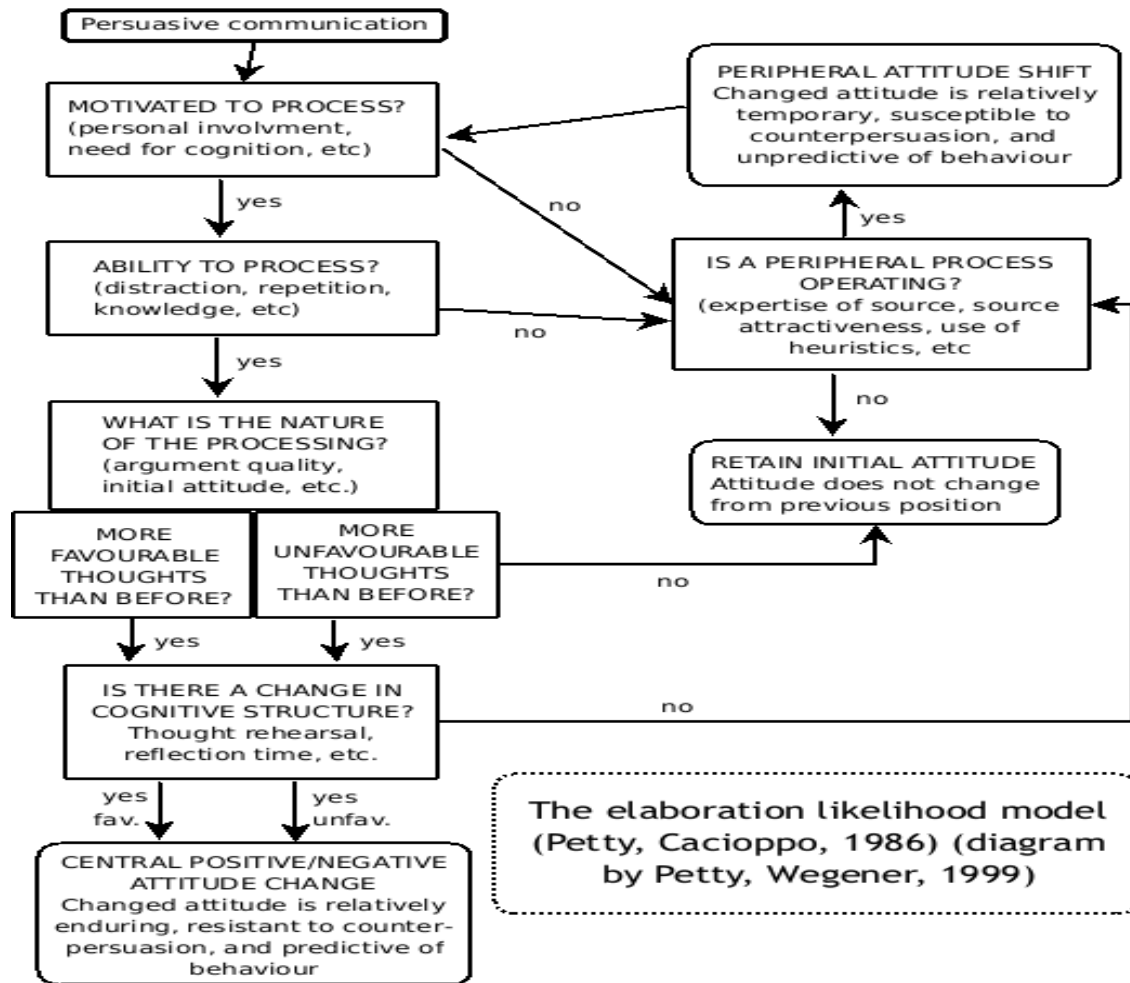 Persuasive communication
MOTIVATED TO PROCESS?
(personal involvment,
need for cognition, etc)
yes
no
ABILITY TO PROCESS?
(distraction, repetition,
knowledge, etc)
no
yes
WHAT IS THE NATURE
OF THE PROCESSING?
(argument quality,
initial attitude, etc.)
MORE
FAVOURABLE
THOUGHTS
THAN BEFORE?
MORE
UNFAVOURABLE
THOUGHTS
THAN BEFORE?
no
yes
yes
IS THERE A CHANGE IN
COGNITIVE STRUCTURE?
Thought rehearsal,
reflection time, etc.
no
yes
fav.
yes
unfav.
CENTRAL POSITIVE/NEGATIVE
ATTITUDE CHANGE
Changed attitude is relatively
enduring, resistant to counter-
persuasion, and predictive of
behaviour
PERIPHERAL ATTITUDE SHIFT
Changed attitude is relatively
temporary, susceptible to
counterpersuasion, and
unpredictive of behaviour
yes
IS A PERIPHERAL PROCESS
OPERATING?
(expertise of source, source
attractiveness, use of
heuristics, etc
no
RETAIN INITIAL ATTITUDE
Attitude does not change
from previous position
The elaboration likelihood model
(Petty, Cacioppo, 1986) (diagram
by Petty, Wegener, 1999)